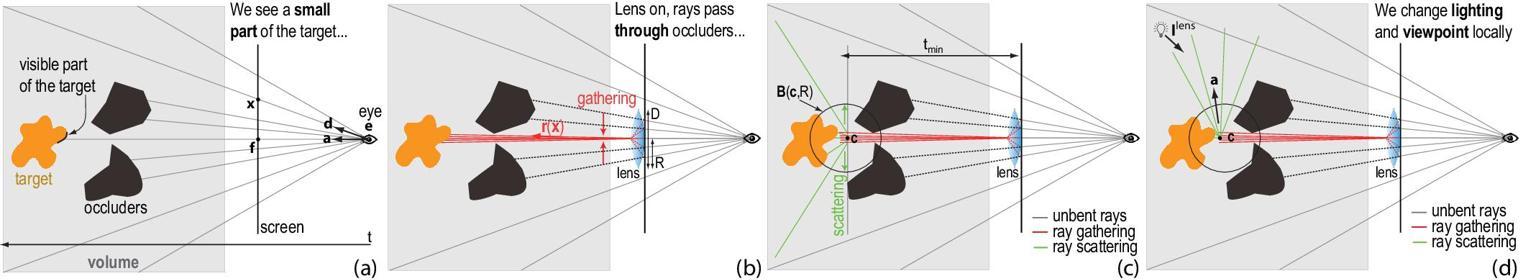 We see a small
part of the target...
visible part
of the target
x
eye
d
e
a
f
target
occluders
screen
t
volume
(a)
Lens on, rays pass
through occluders...
gathering
D
r(x)
R
lens
(b)
t_min
B(c,R)
c
scattering
lens
unbent rays
ray gathering
ray scattering
(c)
We change lighting
and viewpoint locally
l^lens
a
c
lens
unbent rays
ray gathering
ray scattering
(d)